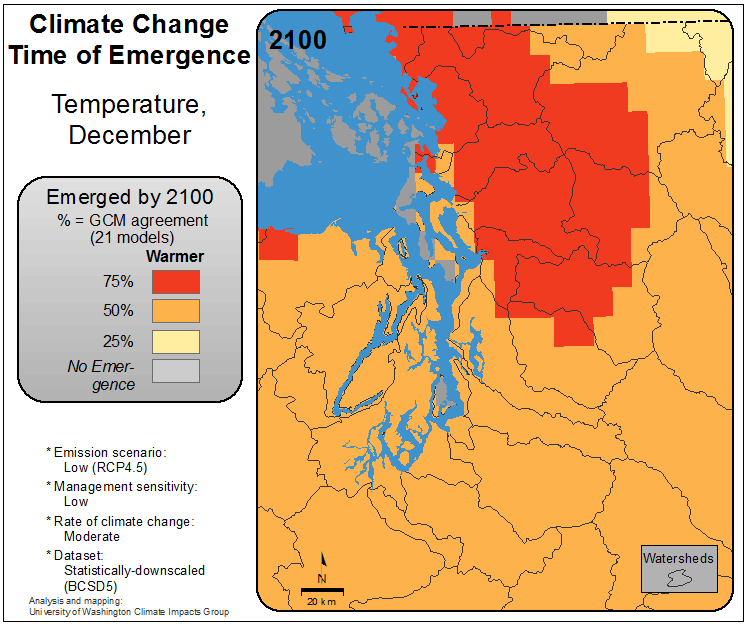 Climate Change
Time of Emergence
Temperature,
December
Emerged by 2100
% = GCM agreement
(21 models)
Warmer
75%
50%
25%
No Emer-
gence
* Emission scenario:
Low (RCP4.5)
* Management sensitivity:
Low
* Rate of climate change:
Moderate
* Dataset:
Statistically-downscaled
(BCSD5)
Analysis and mapping:
University of Washington Climate Impacts Group
2100
N
20 km
Watersheds